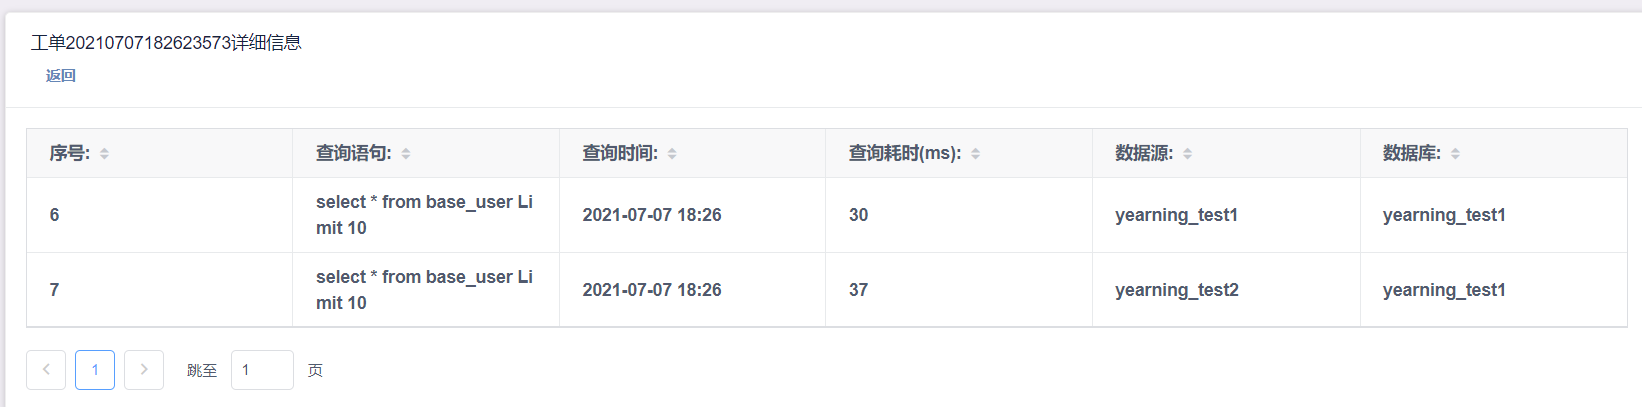 工单20210707182623573详细信息
返回
序号: 查询语句: 查询时间: 查询耗时(ms): 数据源: 数据库:
6 select * from base_user Li 2021-07-07 18:26 30 yearning_test1 yearning_test1
mit 10
7 select * from base_user Li 2021-07-07 18:26 37 yearning_test2 yearning_test1
mit 10
1 跳至 1 页